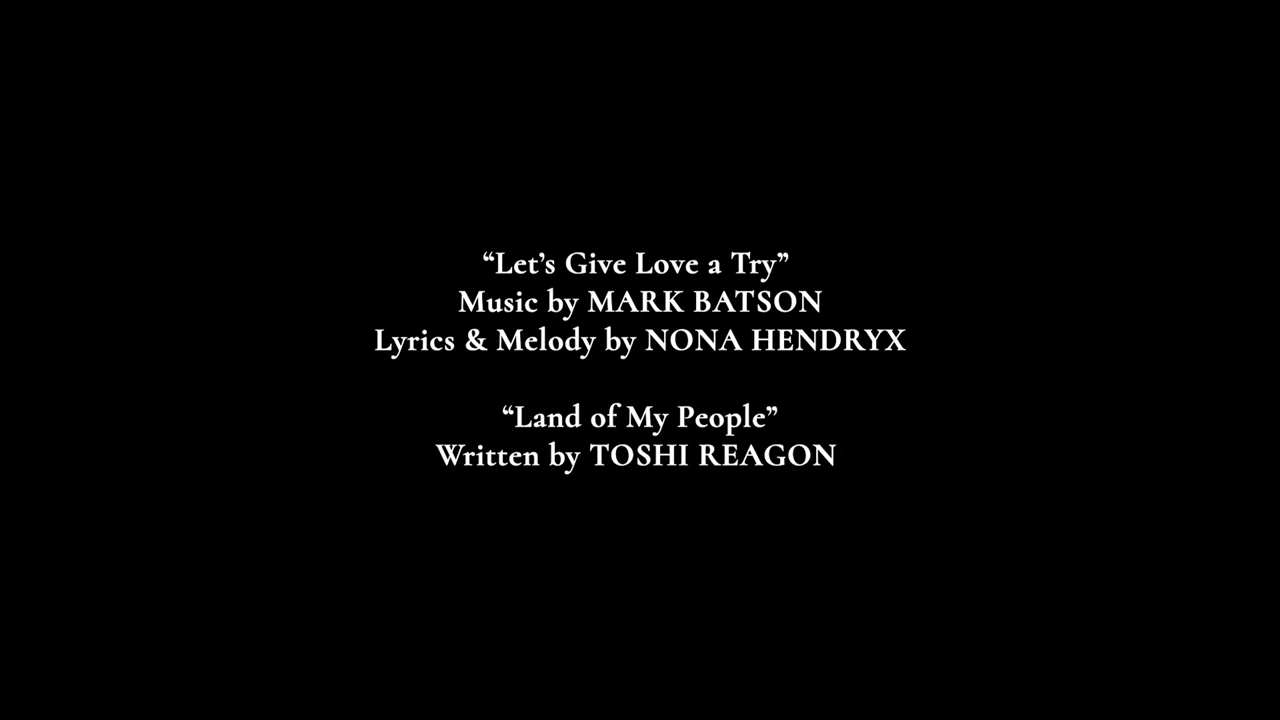 “Let’s Give Love a Try”
Music by MARK BATSON
Lyrics & Melody by NONA HENDRYX
“Land of My People”
Written by TOSHI REAGON